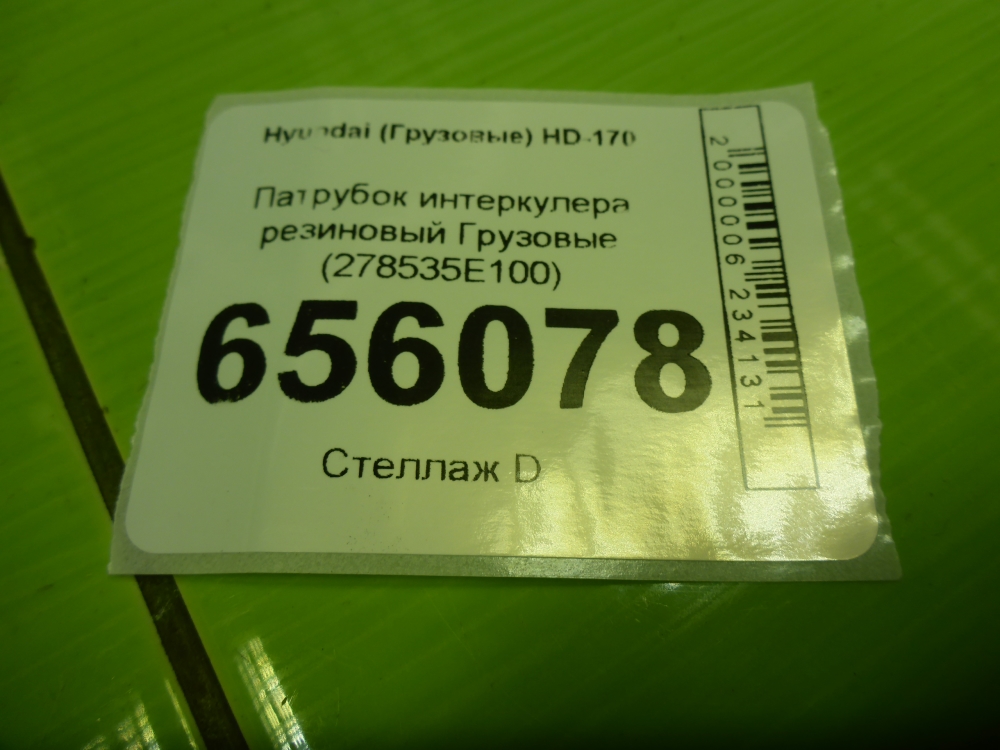 Hyundai (Грузовые) HD-170
Патрубок интеркулера
резиновый Грузовые
(278535E100)
656078
Стеллаж D
2000006234131